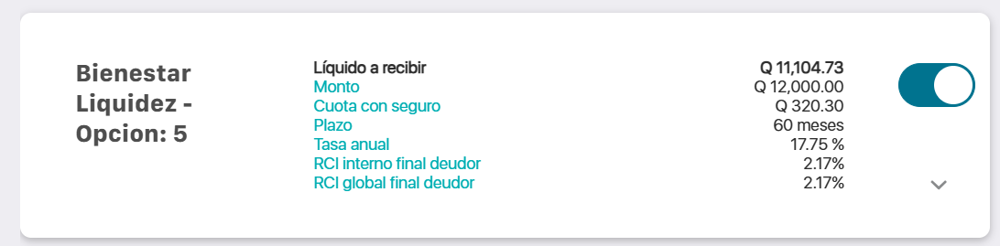 Bienestar
Liquidez -
Opcion: 5
Líquido a recibir Q 11,104.73
Monto Q 12,000.00
Cuota con seguro Q 320.30
Plazo 60 meses
Tasa anual 17.75 %
RCI interno final deudor 2.17%
RCI global final deudor 2.17%